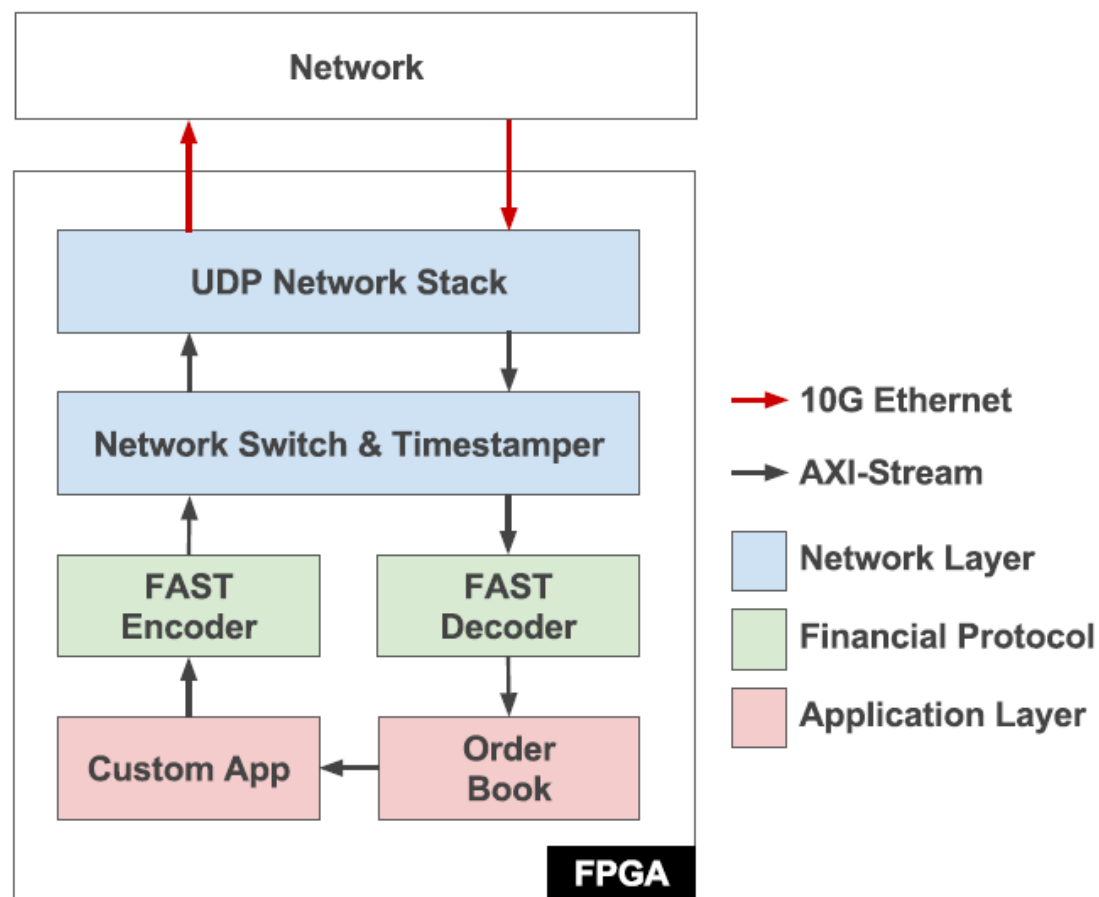 Network
UDP Network Stack
Network Switch & Timestamper
FAST
Encoder
FAST
Decoder
Custom App
Order
Book
FPGA
10G Ethernet
AXI-Stream
Network Layer
Financial Protocol
Application Layer